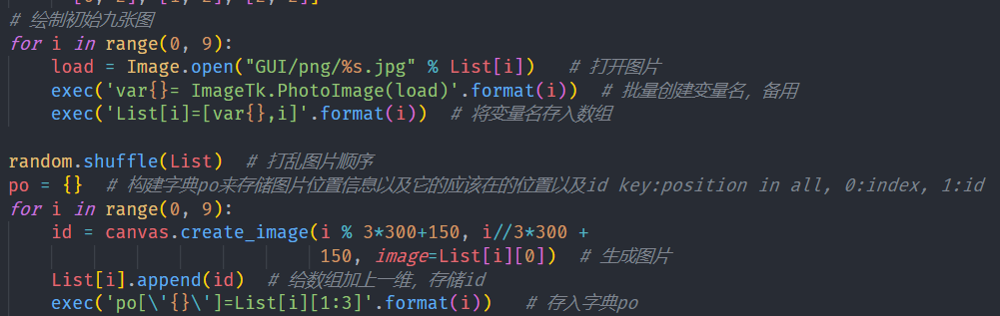 # 绘制初始九张图
for i in range(0, 9):
    load = Image.open("GUI/png/%s.jpg" % List[i])   # 打开图片
    exec('var{}= ImageTk.PhotoImage(load)'.format(i))  # 批量创建变量名，备用
    exec('List[i]=[var{},i]'.format(i))  # 将变量名存入数组
random.shuffle(List)  # 打乱图片顺序
po = {}  # 构建字典po来存储图片位置信息以及它的应该在的位置以及id key:position in all, 0:index, 1:id
for i in range(0, 9):
    id = canvas.create_image(i % 3*300+150, i//3*300 +
                             150, image=List[i][0])  # 生成图片
    List[i].append(id)  # 给数组加上一维，存储id
    exec('po[\'{}\']=List[i][1:3]'.format(i))   # 存入字典po